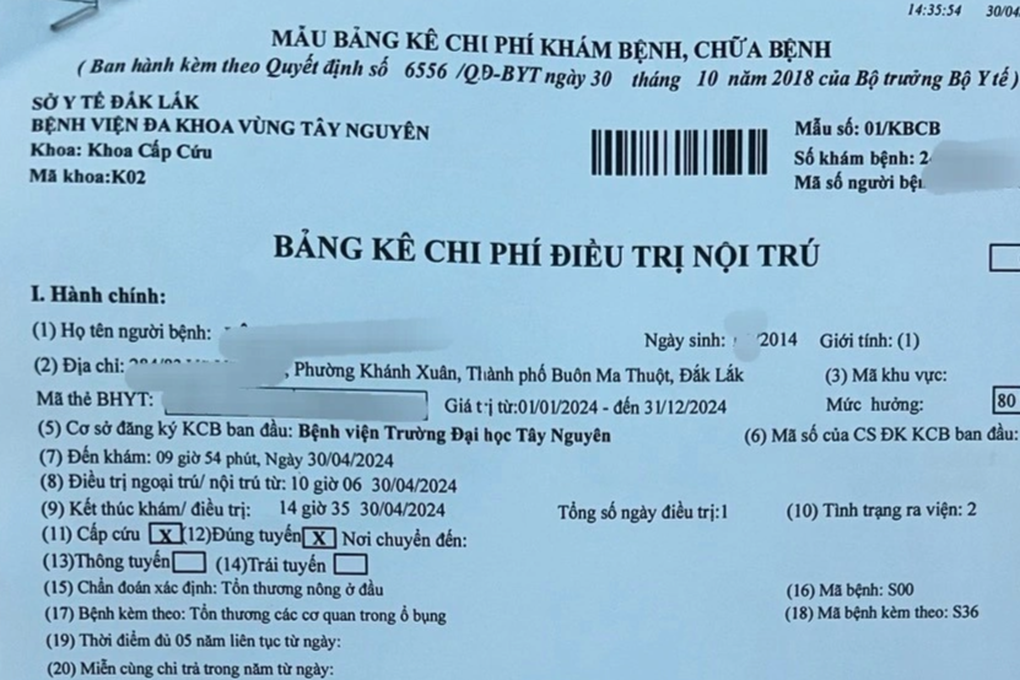 14:35:54 30/04
MẪU BẢNG KÊ CHI PHÍ KHÁM BỆNH, CHỮA BỆNH
( Ban hành kèm theo Quyết định số 6556 /QĐ-BYT ngày 30 tháng 10 năm 2018 của Bộ trưởng Bộ Y tế )
SỞ Y TẾ ĐẮK LẮK
BỆNH VIỆN ĐA KHOA VÙNG TÂY NGUYÊN
Khoa: Khoa Cấp Cứu
Mã khoa:K02
Mẫu số: 01/KBCB
Số khám bệnh: 2
Mã số người
BẢNG KÊ CHI PHÍ ĐIỀU TRỊ NỘI TRÚ
I. Hành chính:
(1) Họ tên người bệnh:
Ngày sinh: /2014 Giới tính: (1)
(2) Địa chỉ: , Phường Khánh Xuân, Thành phố Buôn Ma Thuột, Đắk Lắk (3) Mã khu vực:
Mã thẻ BHYT: Giá trị từ:01/01/2024 - đến 31/12/2024 Mức hưởng: 80
(5) Cơ sở đăng ký KCB ban đầu: Bệnh viện Trường Đại học Tây Nguyên (6) Mã số của CS ĐK KCB ban đầu:
(7) Đến khám: 09 giờ 54 phút, Ngày 30/04/2024
(8) Điều trị ngoại trú/ nội trú từ: 10 giờ 06 30/04/2024
(9) Kết thúc khám/ điều trị: 14 giờ 35 30/04/2024 Tổng số ngày điều trị:1 (10) Tình trạng ra viện: 2
(11) Cấp cứu X (12)Đúng tuyến X Nơi chuyển đến:
(13)Thông tuyến (14)Trái tuyến
(15) Chẩn đoán xác định: Tổn thương nông ở đầu (16) Mã bệnh: S00
(17) Bệnh kèm theo: Tổn thương các cơ quan trong ổ bụng (18) Mã bệnh kèm theo: S36
(19) Thời điểm đủ 05 năm liên tục từ ngày:
(20) Miễn cùng chi trả trong năm từ ngày: